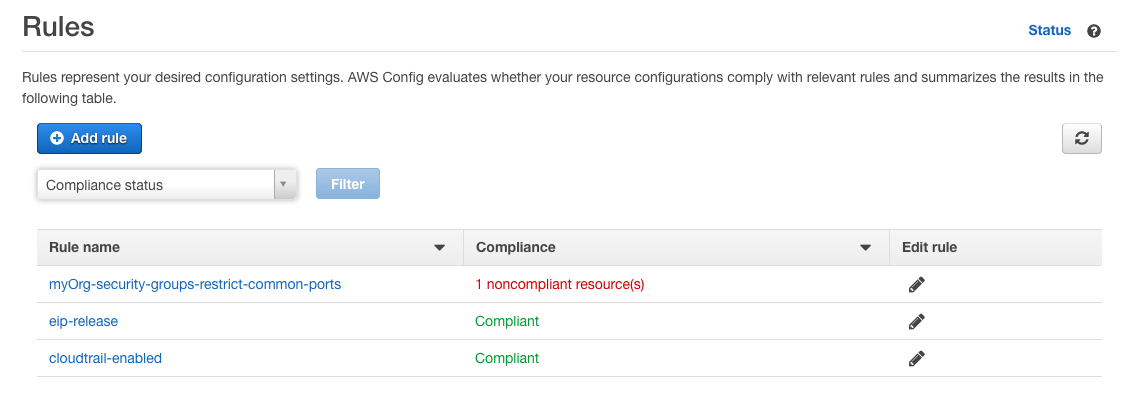 Rules
Status
Rules represent your desired configuration settings. AWS Config evaluates whether your resource configurations comply with relevant rules and summarizes the results in the
following table.
Add rule
Compliance status
Filter
Rule name Compliance Edit rule
myOrg-security-groups-restrict-common-ports 1 noncompliant resource(s)
eip-release Compliant
cloudtrail-enabled Compliant